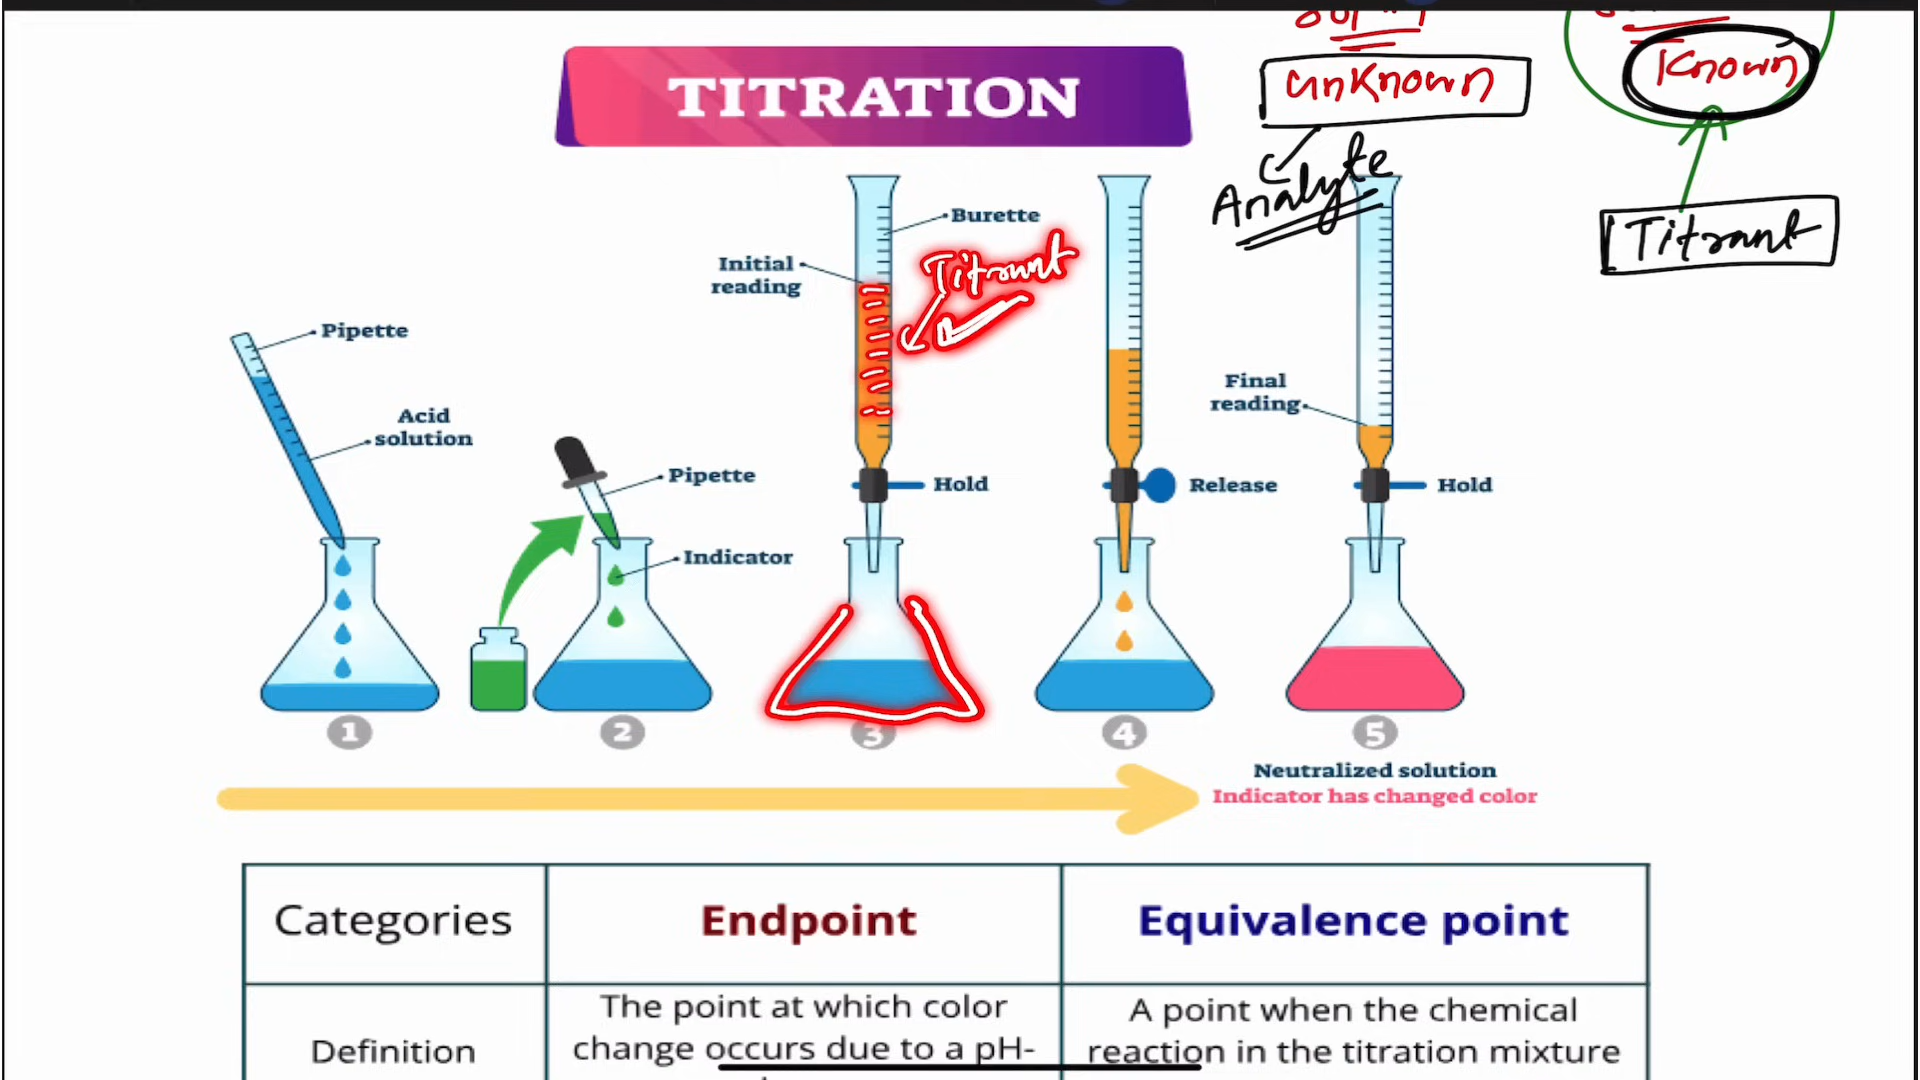 TITRATION
unknown
Known
Analyte
Titrant
Burette
Initial
reading
Titrant
Pipette
Acid
solution
Pipette
Indicator
Hold
Release
Final
reading
Hold
1
2
3
4
5
Neutralized solution
Indicator has changed color
Categories
Endpoint
Equivalence point
Definition
The point at which color
change occurs due to a pH-
A point when the chemical
reaction in the titration mixture